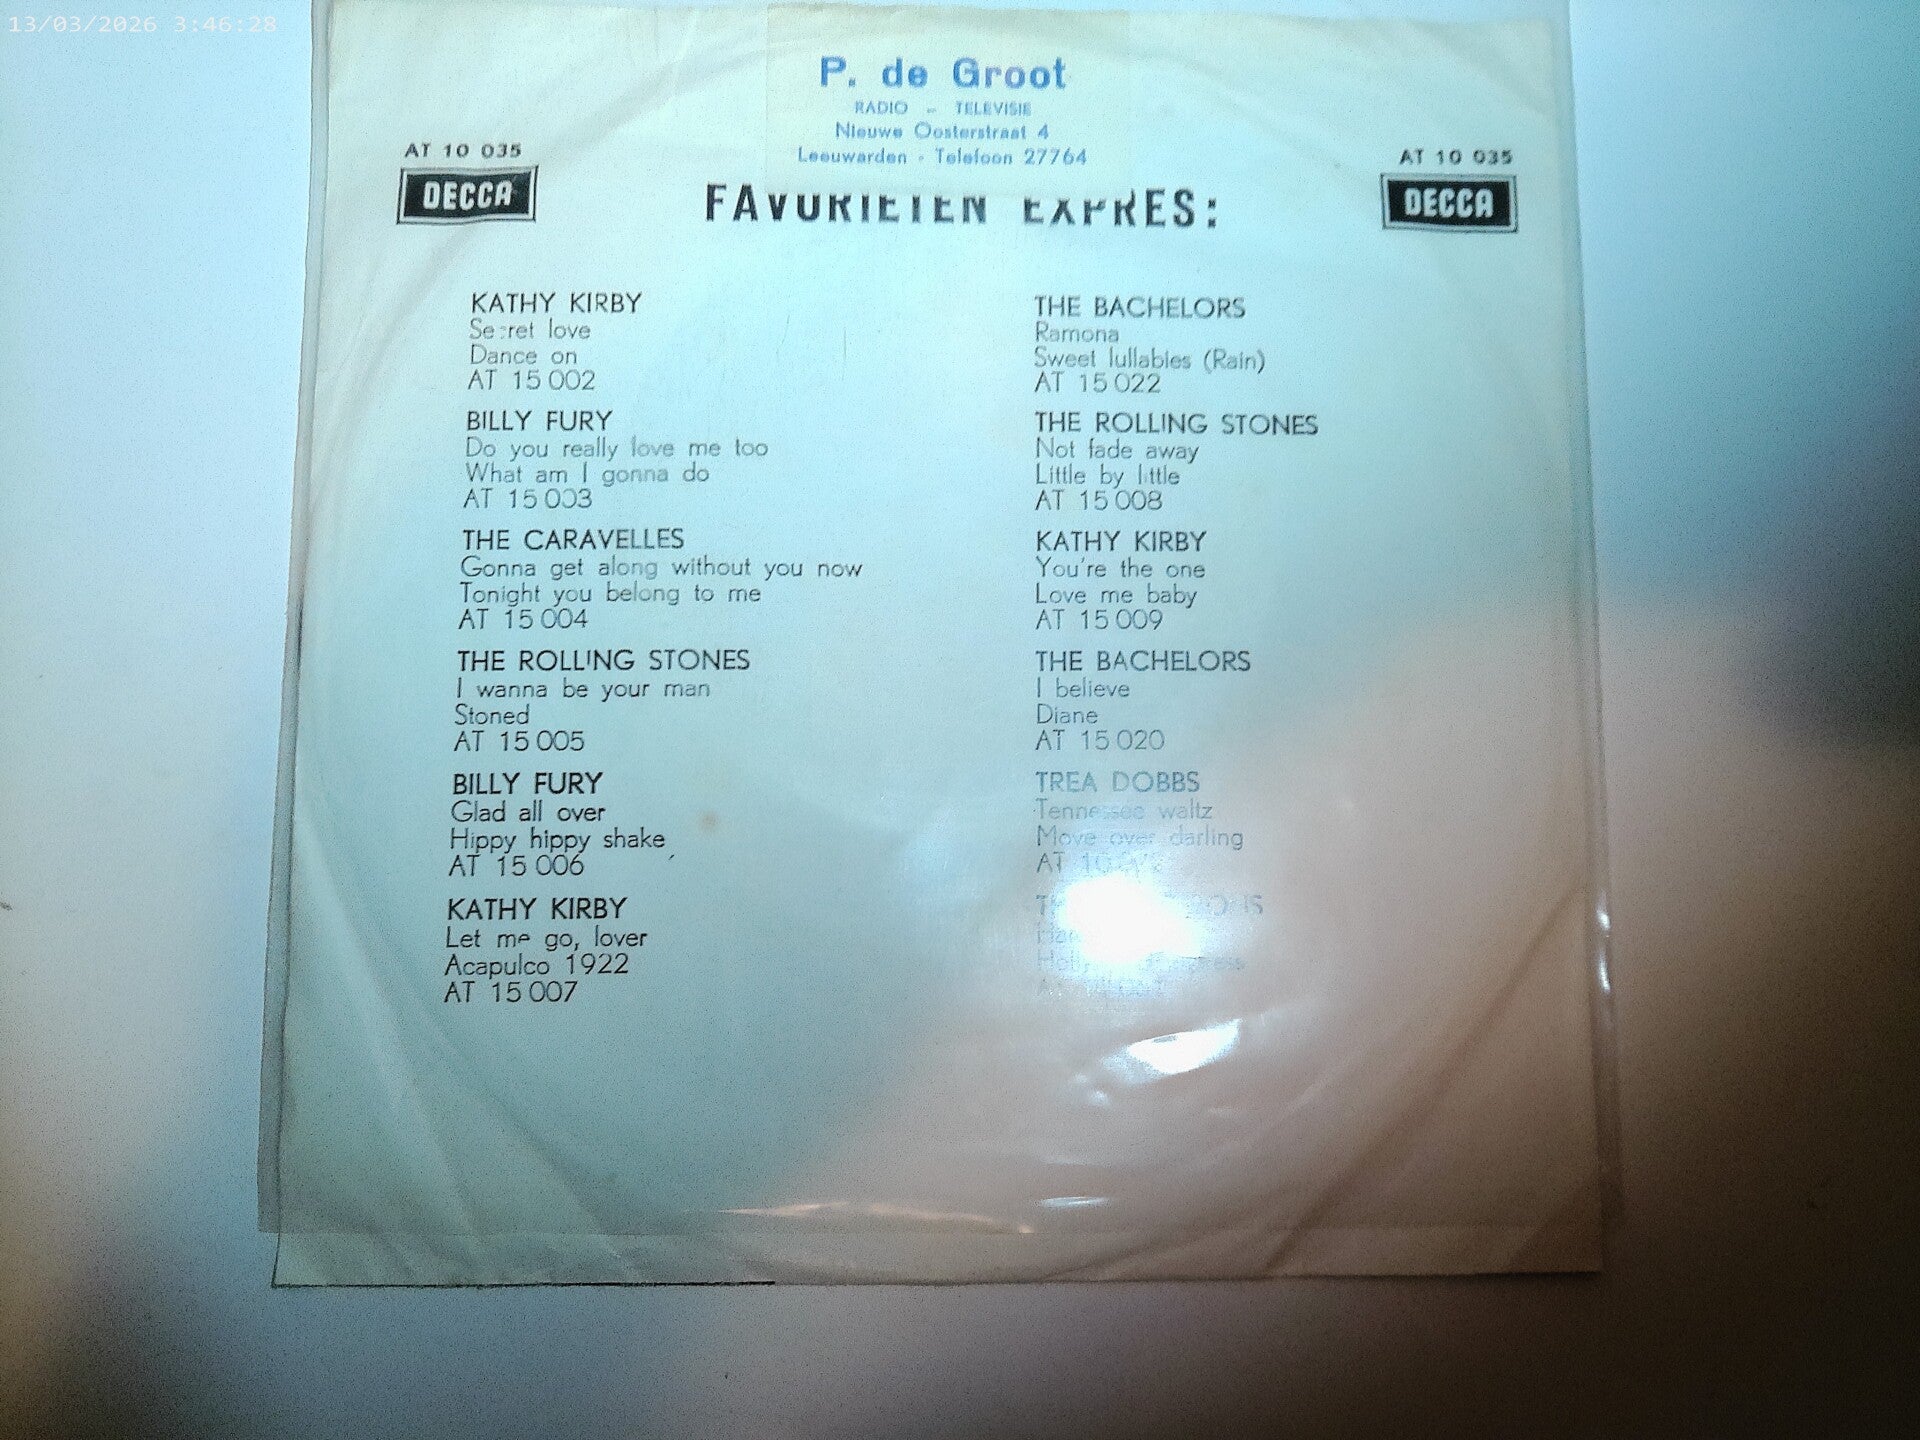 13/03/2026 3:46:28
P. de Groot
RADIO - TELEVISIE
Nieuwe Oosterstraat 4
Leeuwarden - Telefoon 27764
AT 10 035
DECCA
FAVORIETEN EXPRES:
AT 10 035
DECCA
KATHY KIRBY
Secret love
Dance on
AT 15 002
BILLY FURY
Do you really love me too
What am I gonna do
AT 15 003
THE CARAVELLES
Gonna get along without you now
Tonight you belong to me
AT 15 004
THE ROLLING STONES
I wanna be your man
Stoned
AT 15 005
BILLY FURY
Glad all over
Hippy hippy shake
AT 15 006
KATHY KIRBY
Let me go, lover
Acapulco 1922
AT 15 007
THE BACHELORS
Ramona
Sweet lullabies (Rain)
AT 15 022
THE ROLLING STONES
Not fade away
Little by little
AT 15 008
KATHY KIRBY
You're the one
Love me baby
AT 15 009
THE BACHELORS
I believe
Diane
AT 15 020
TREA DOBBS
Tennessee waltz
Move over darling
AT